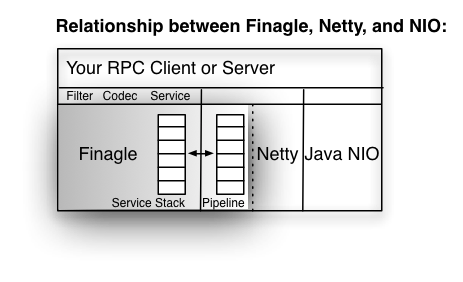 Relationship between Finagle, Netty, and NIO:
Your RPC Client or Server
Filter Codec Service
Finagle
Netty
Java NIO
Service Stack
Pipeline